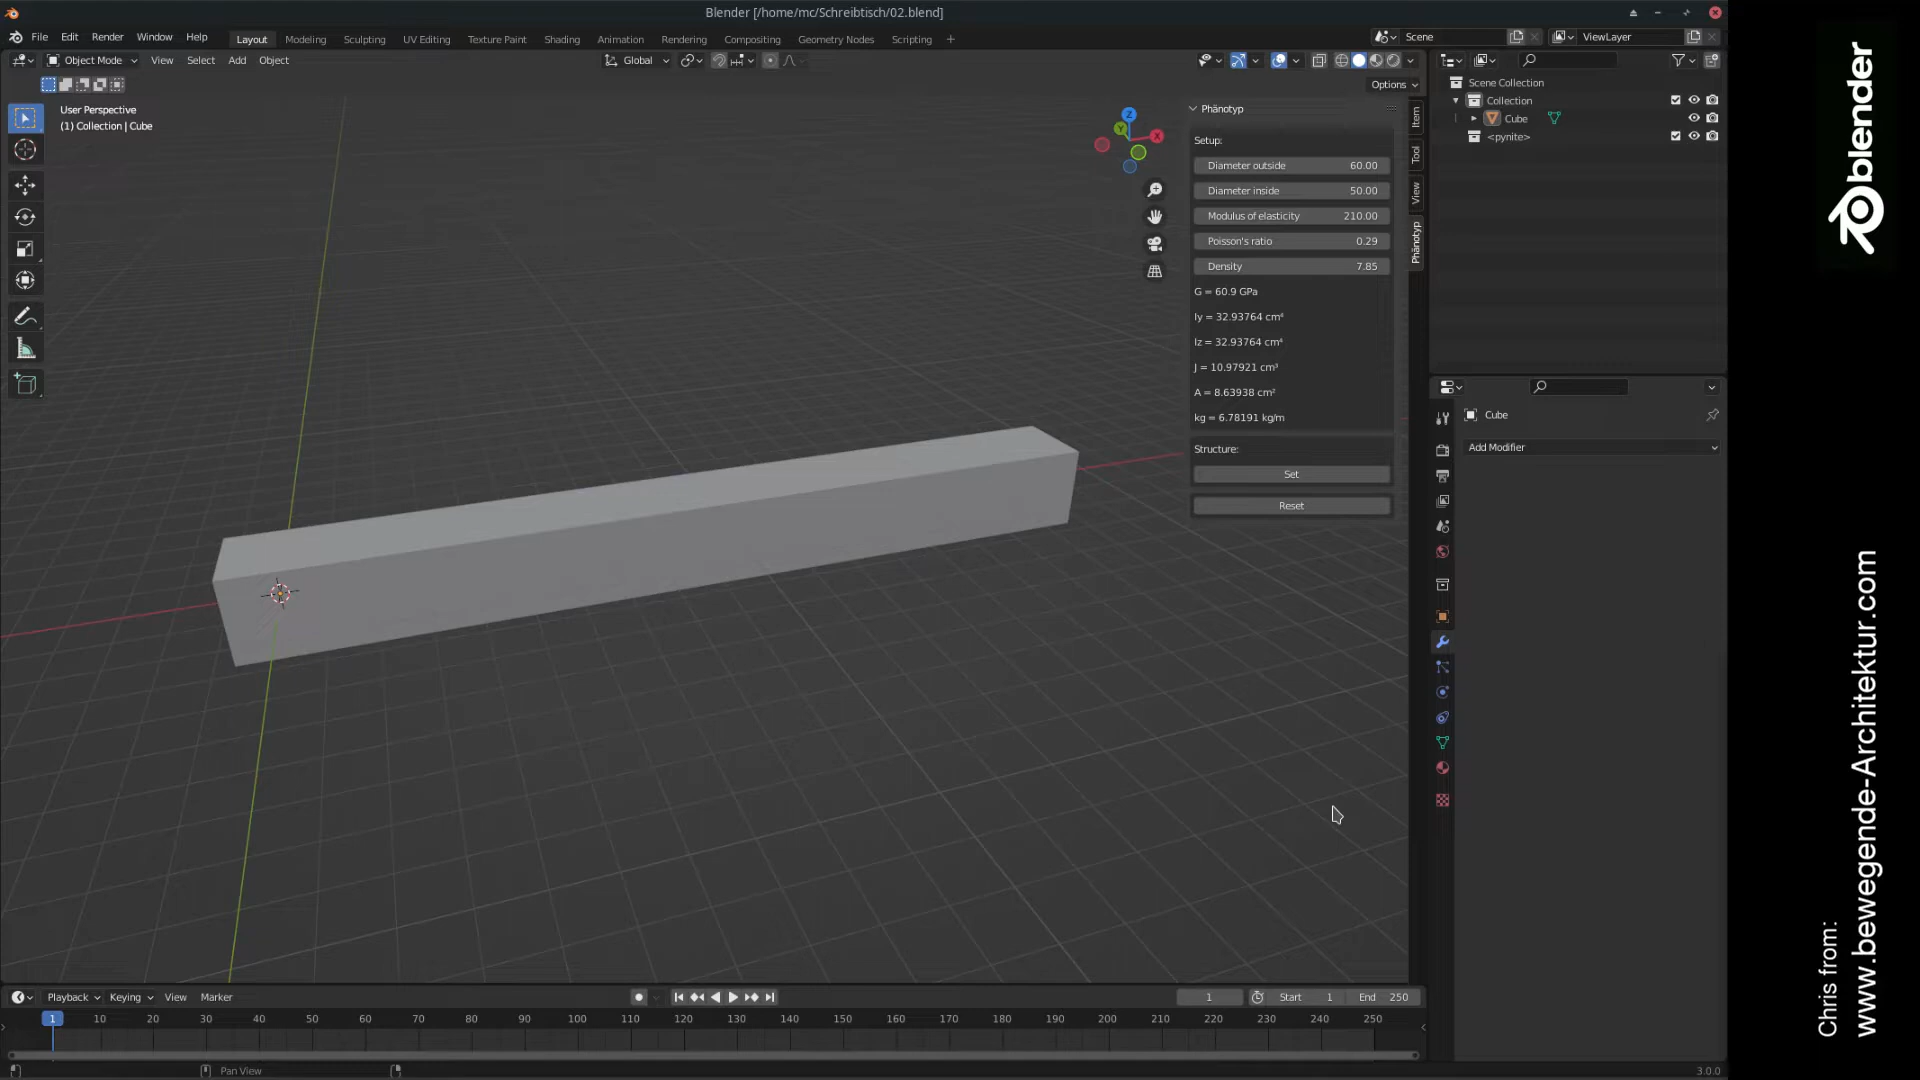 Blender [/home/mc/Schreibtisch/02.blend]
File Edit Render Window Help
Layout Modeling Sculpting UV Editing Texture Paint Shading Animation Rendering Compositing Geometry Nodes Scripting +
Scene
ViewLayer
Object Mode View Select Add Object
Global
Options
User Perspective
(1) Collection | Cube
Z
Y
X
Phänotyp
Setup:
Diameter outside 60.00
Diameter inside 50.00
Modulus of elasticity 210.00
Poisson's ratio 0.29
Density 7.85
G = 60.9 GPa
Iy = 32.93764 cm⁴
Iz = 32.93764 cm⁴
J = 10.97921 cm³
A = 8.63938 cm²
kg = 6.78191 kg/m
Structure:
Set
Reset
Item
Tool
View
Phänotyp
Scene Collection
Collection
Cube
<pynite>
Cube
Add Modifier
Playback Keying View Marker
1
Start 1
End 250
1 10 20 30 40 50 60 70 80 90 100 110 120 130 140 150 160 170 180 190 200 210 220 230 240 250
Pan View
3.0.0
blender
Chris from:
www.bewegende-Architektur.com